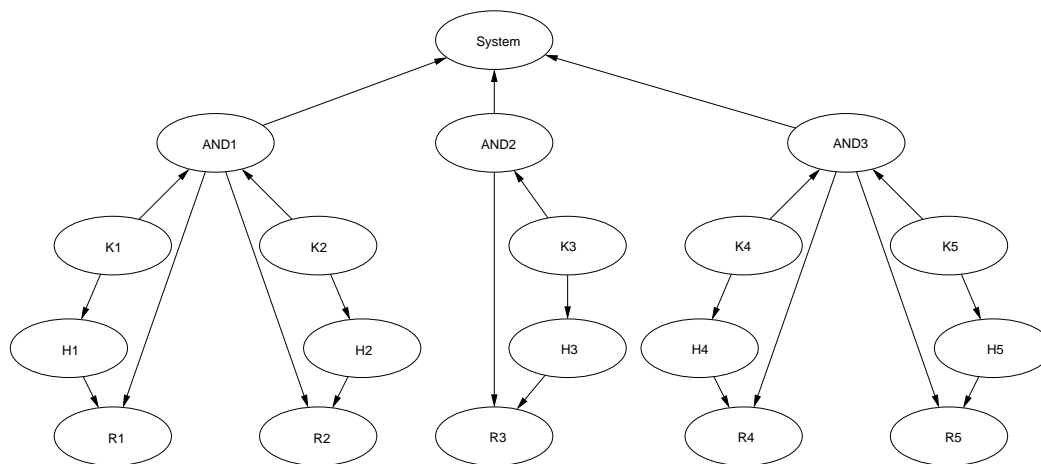 System
AND1 AND2 AND3
K1 K2 K3 K4 K5
H1 H2 H3 H4 H5
R1 R2 R3 R4 R5